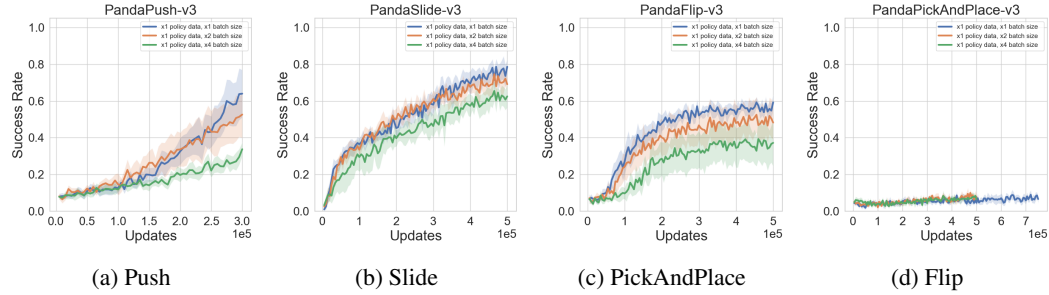 PandaPush-v3
x1 policy data, x1 batch size
x1 policy data, x2 batch size
x1 policy data, x4 batch size
Success Rate
1.0
0.8
0.6
0.4
0.2
0.0
0.0 0.5 1.0 1.5 2.0 2.5 3.0
Updates 1e5
(a) Push
PandaSlide-v3
x1 policy data, x1 batch size
x1 policy data, x2 batch size
x1 policy data, x4 batch size
Success Rate
1.0
0.8
0.6
0.4
0.2
0.0
0 1 2 3 4 5
Updates 1e5
(b) Slide
PandaFlip-v3
x1 policy data, x1 batch size
x1 policy data, x2 batch size
x1 policy data, x4 batch size
Success Rate
1.0
0.8
0.6
0.4
0.2
0.0
0 1 2 3 4 5
Updates 1e5
(c) PickAndPlace
PandaPickAndPlace-v3
x1 policy data, x1 batch size
x1 policy data, x2 batch size
x1 policy data, x4 batch size
Success Rate
1.0
0.8
0.6
0.4
0.2
0.0
0 1 2 3 4 5 6 7
Updates 1e5
(d) Flip